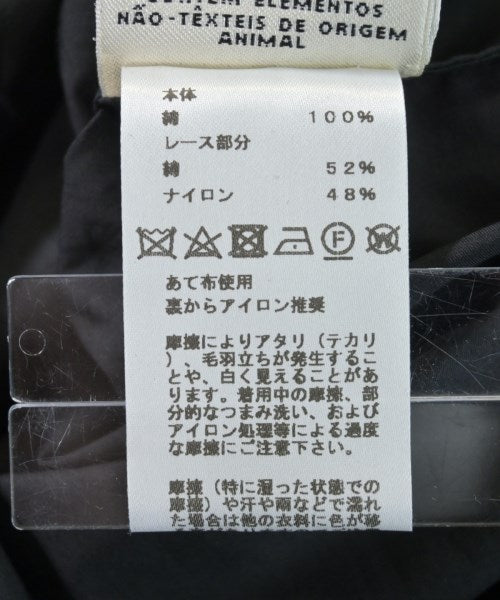 CONTÉM ELEMENTOS
NÃO-TÊXTEIS DE ORIGEM
ANIMAL
本体
綿 100%
レース部分
綿 52%
ナイロン 48%
F W
あて布使用
裏からアイロン推奨
摩擦によりアタリ（テカリ
）、毛羽立ちが発生するこ
とや、白く見えることがあ
ります。着用中の摩擦、部
分的なつまみ洗い、および
アイロン処理等による過度
な摩擦にご注意下さい。
摩擦（特に湿った状態での
摩擦）や汗や雨などで濡れ
た場合は他の衣料に色が移